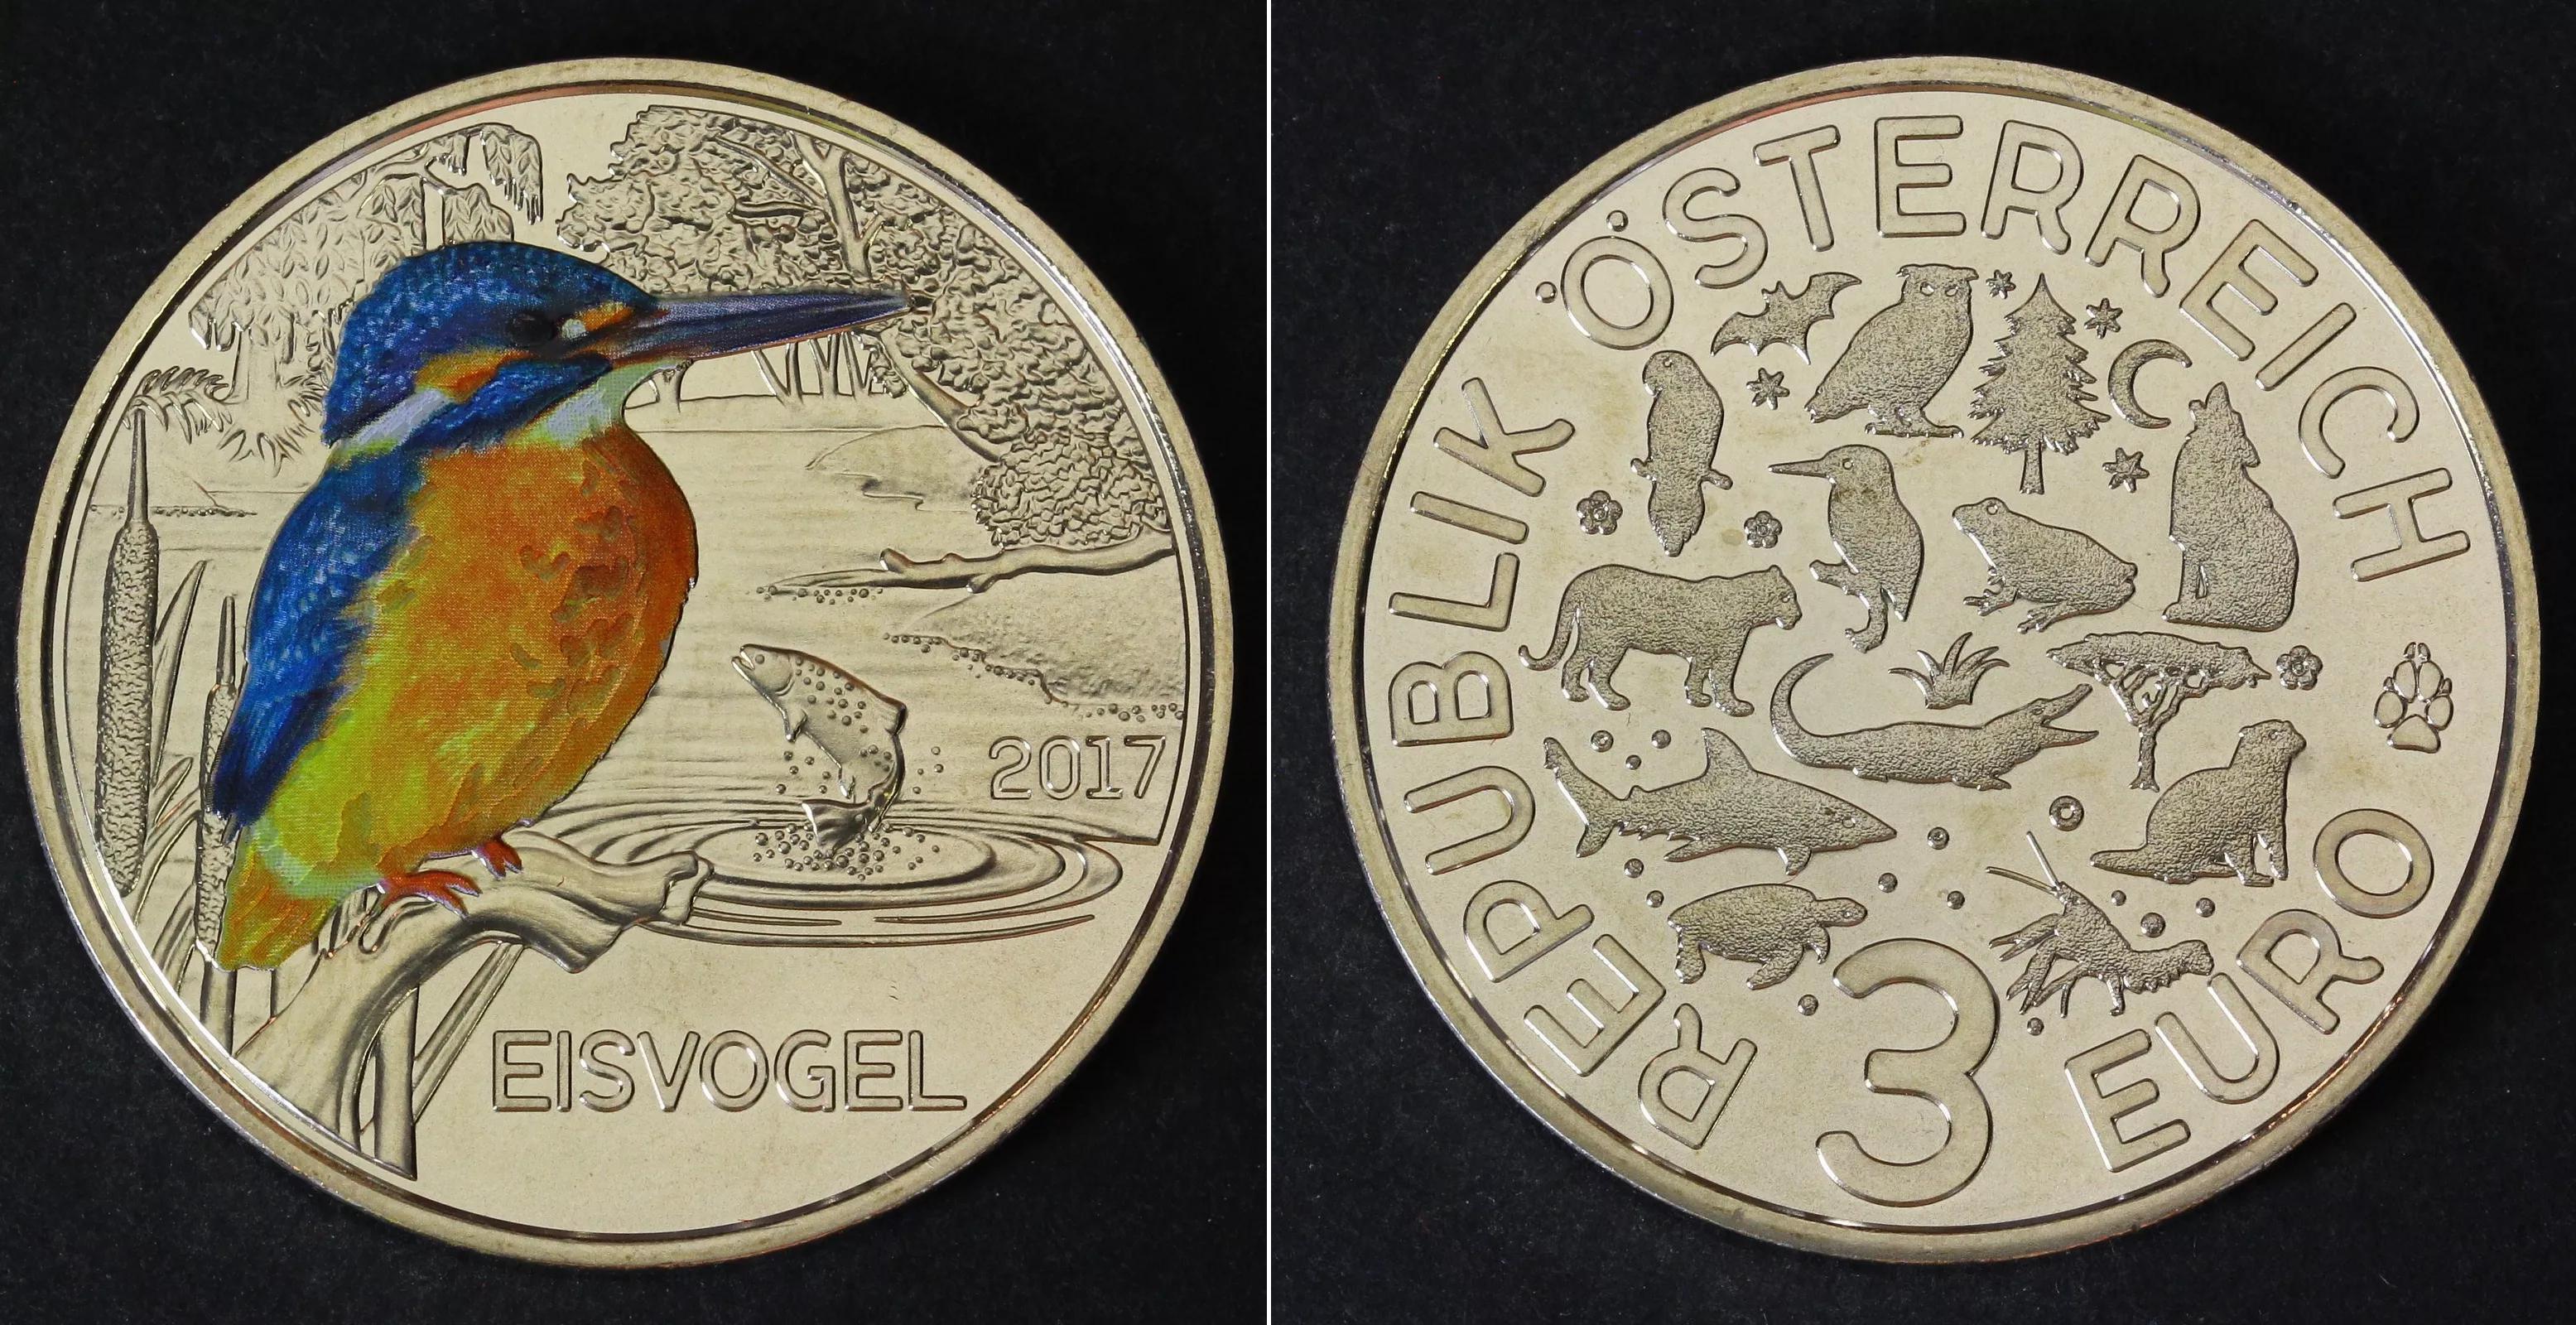 2017
EISVOGEL
REPUBLIK ÖSTERREICH
3 EURO